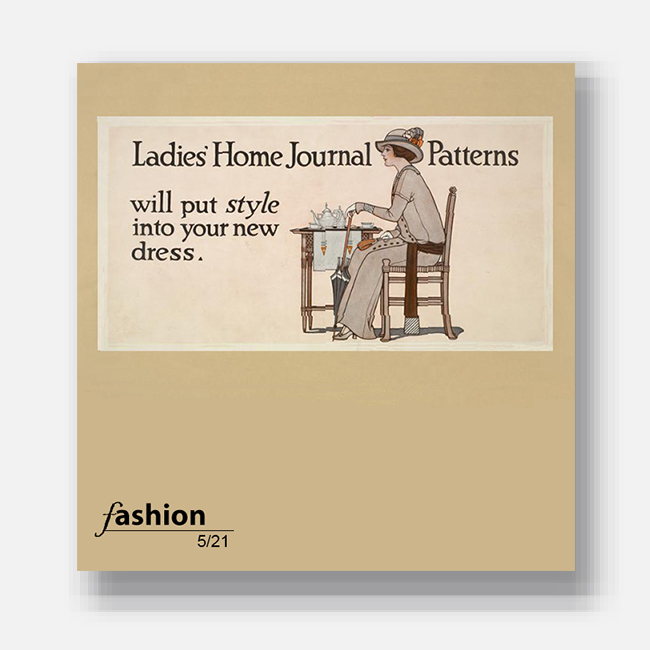 Ladies' Home Journal Patterns
will put style
into your new
dress.
fashion
5/21